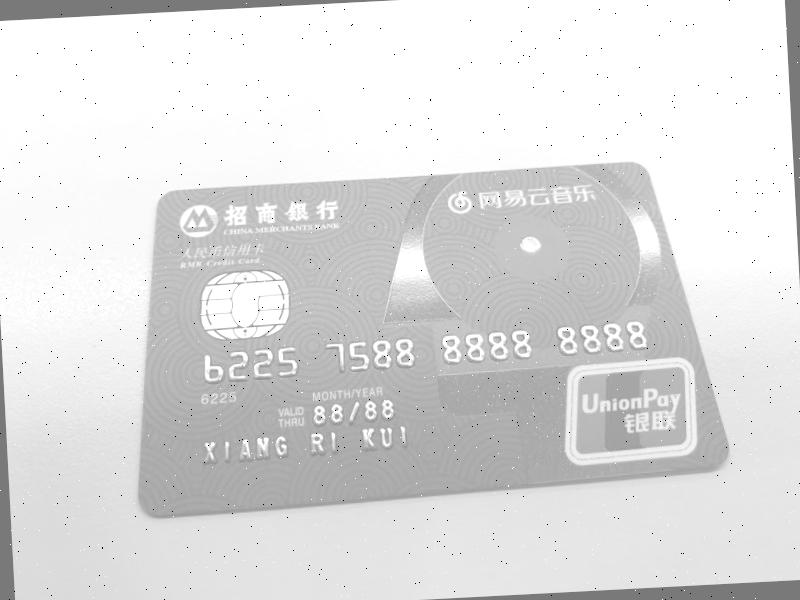 招商银行
CHINA MERCHANTS BANK
网易云音乐
人民币信用卡
RMB Credit Card
6225 7588 8888 8888
6225
MONTH/YEAR
VALID THRU 88/88
XIANG RI KUI
UnionPay
银联